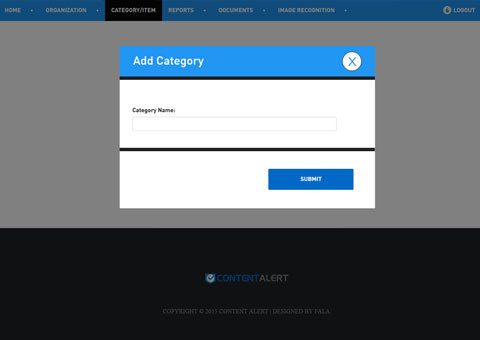 HOME • ORGANIZATION • CATEGORY/ITEM REPORTS • DOCUMENTS • IMAGE RECOGNITION • LOGOUT
Add Category X
Category Name:
SUBMIT
CONTENTALERT
COPYRIGHT © 2015 CONTENT ALERT | DESIGNED BY FALA.